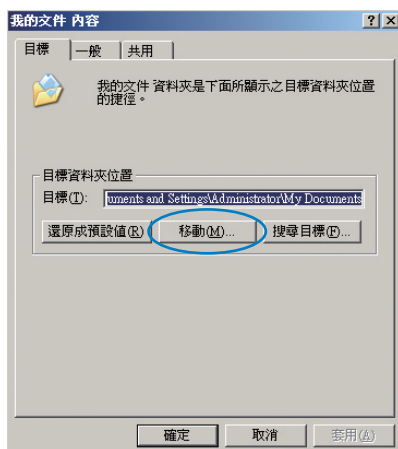 我的文件 內容
目標 一般 共用
我的文件 資料夾是下面所顯示之目標資料夾位置
的捷徑。
目標資料夾位置
目標(T): uments and Settings\Administrator\My Documents
還原成預設值(R) 移動(M)... 搜尋目標(F)...
確定 取消 套用(A)